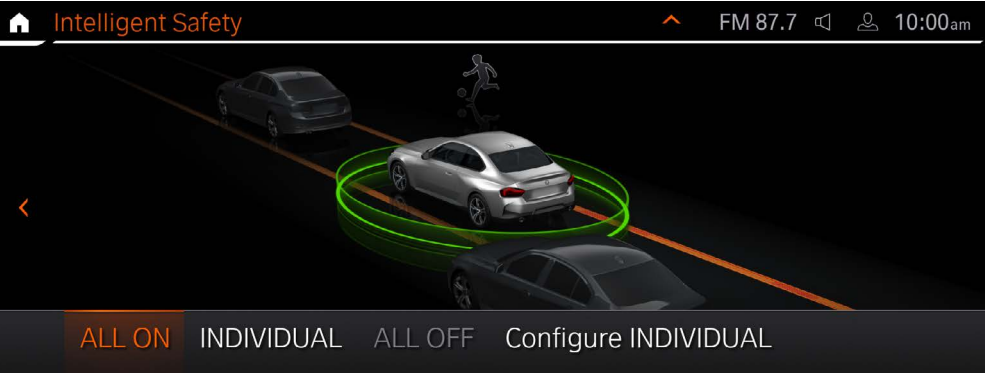 Intelligent Safety FM 87.7 10:00am
ALL ON INDIVIDUAL ALL OFF Configure INDIVIDUAL